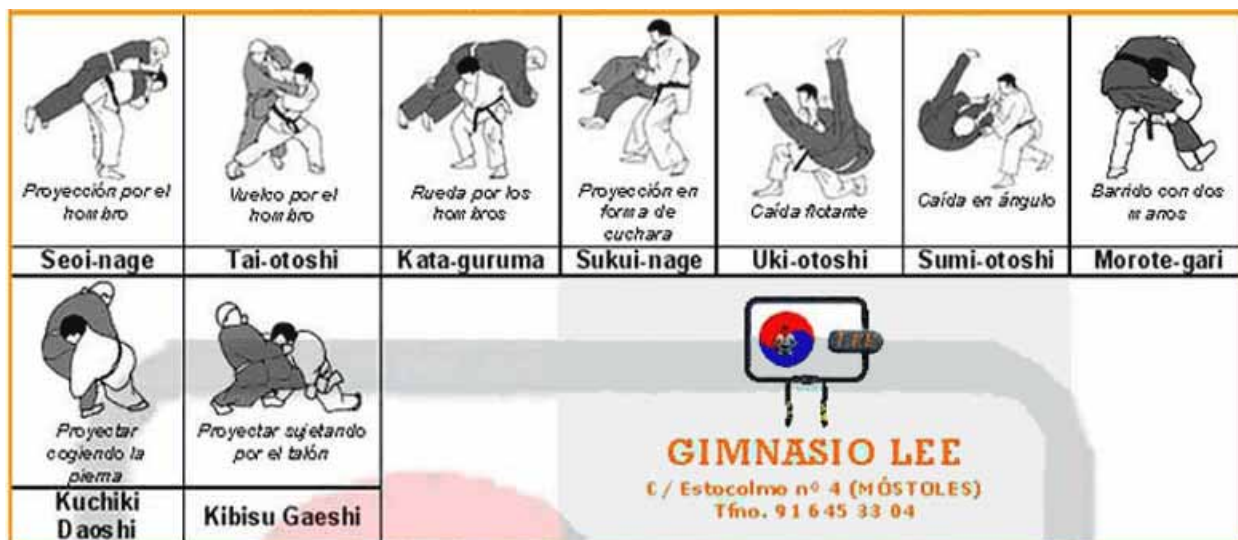 Proyección por el
hombro
Vuelco por el
hombro
Rueda por los
hombros
Proyección en
forma de
cuchara
Caída flotante
Caída en ángulo
Barrido con dos
manos
Seoi-nage
Tai-otoshi
Kata-guruma
Sukui-nage
Uki-otoshi
Sumi-otoshi
Morote-gari
Proyectar
cogiendo la
pierna
Proyectar sujetando
por el talón
Kuchiki
Daoshi
Kibisu Gaeshi
LEE
GIMNASIO LEE
C/ Estocolmo nº 4 (MÓSTOLES)
Tfno. 91 645 33 04